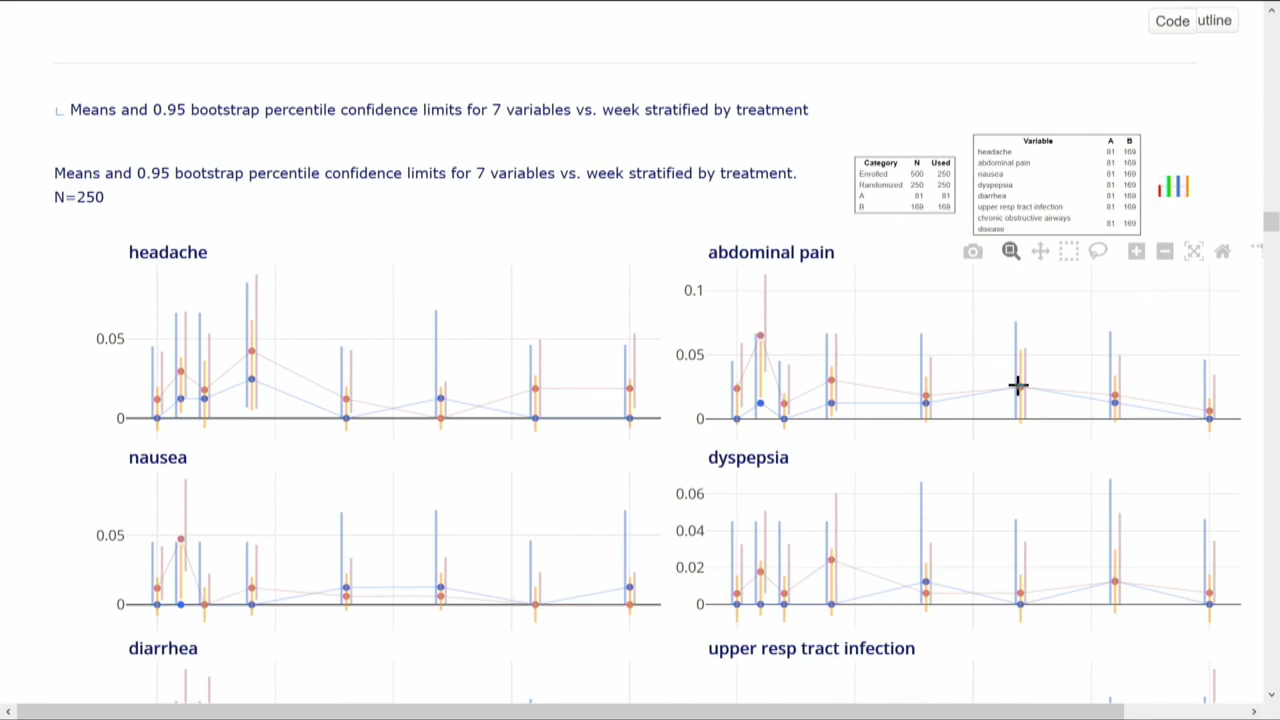 Code utline
Means and 0.95 bootstrap percentile confidence limits for 7 variables vs. week stratified by treatment
Means and 0.95 bootstrap percentile confidence limits for 7 variables vs. week stratified by treatment.
N=250
Category N Used
Enrolled 500 250
Randomized 250 250
A 81 81
B 169 169
Variable A B
headache 81 169
abdominal pain 81 169
nausea 81 169
dyspepsia 81 169
diarrhea 81 169
upper resp tract infection 81 169
chronic obstructive airways
disease 81 169
headache
0.05
0
abdominal pain
0.1
0.05
0
nausea
0.05
0
dyspepsia
0.06
0.04
0.02
0
diarrhea
upper resp tract infection